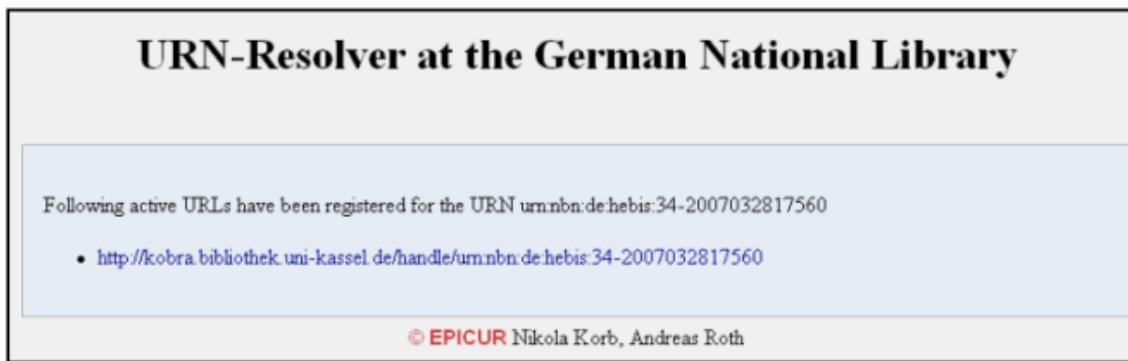 URN-Resolver at the German National Library
Following active URLs have been registered for the URN urn:nbn:de:hebis:34-2007032817560
• http://kobra.bibliothek.uni-kassel.de/handle/urn:nbn:de:hebis:34-2007032817560
© EPICUR Nikola Korb, Andreas Roth